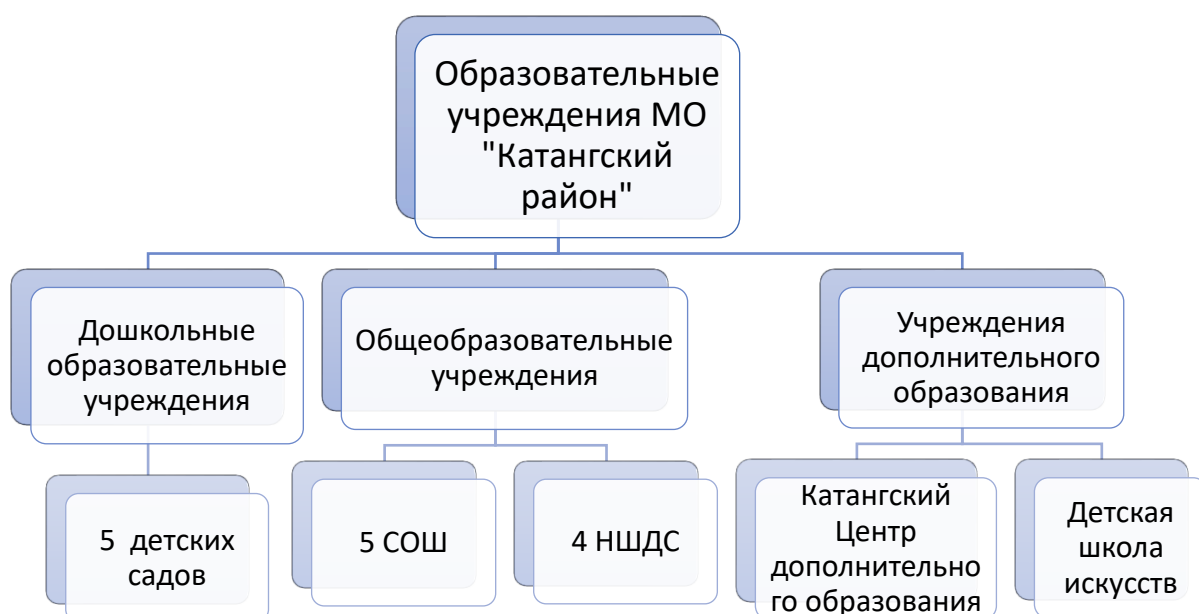 Образовательные
учреждения МО
"Катангский
район"
Дошкольные
образовательные
учреждения
Общеобразовательные
учреждения
Учреждения
дополнительного
образования
5 детских
садов
5 СОШ
4 НШДС
Катангский
Центр
дополнительно
го образования
Детская
школа
искусств